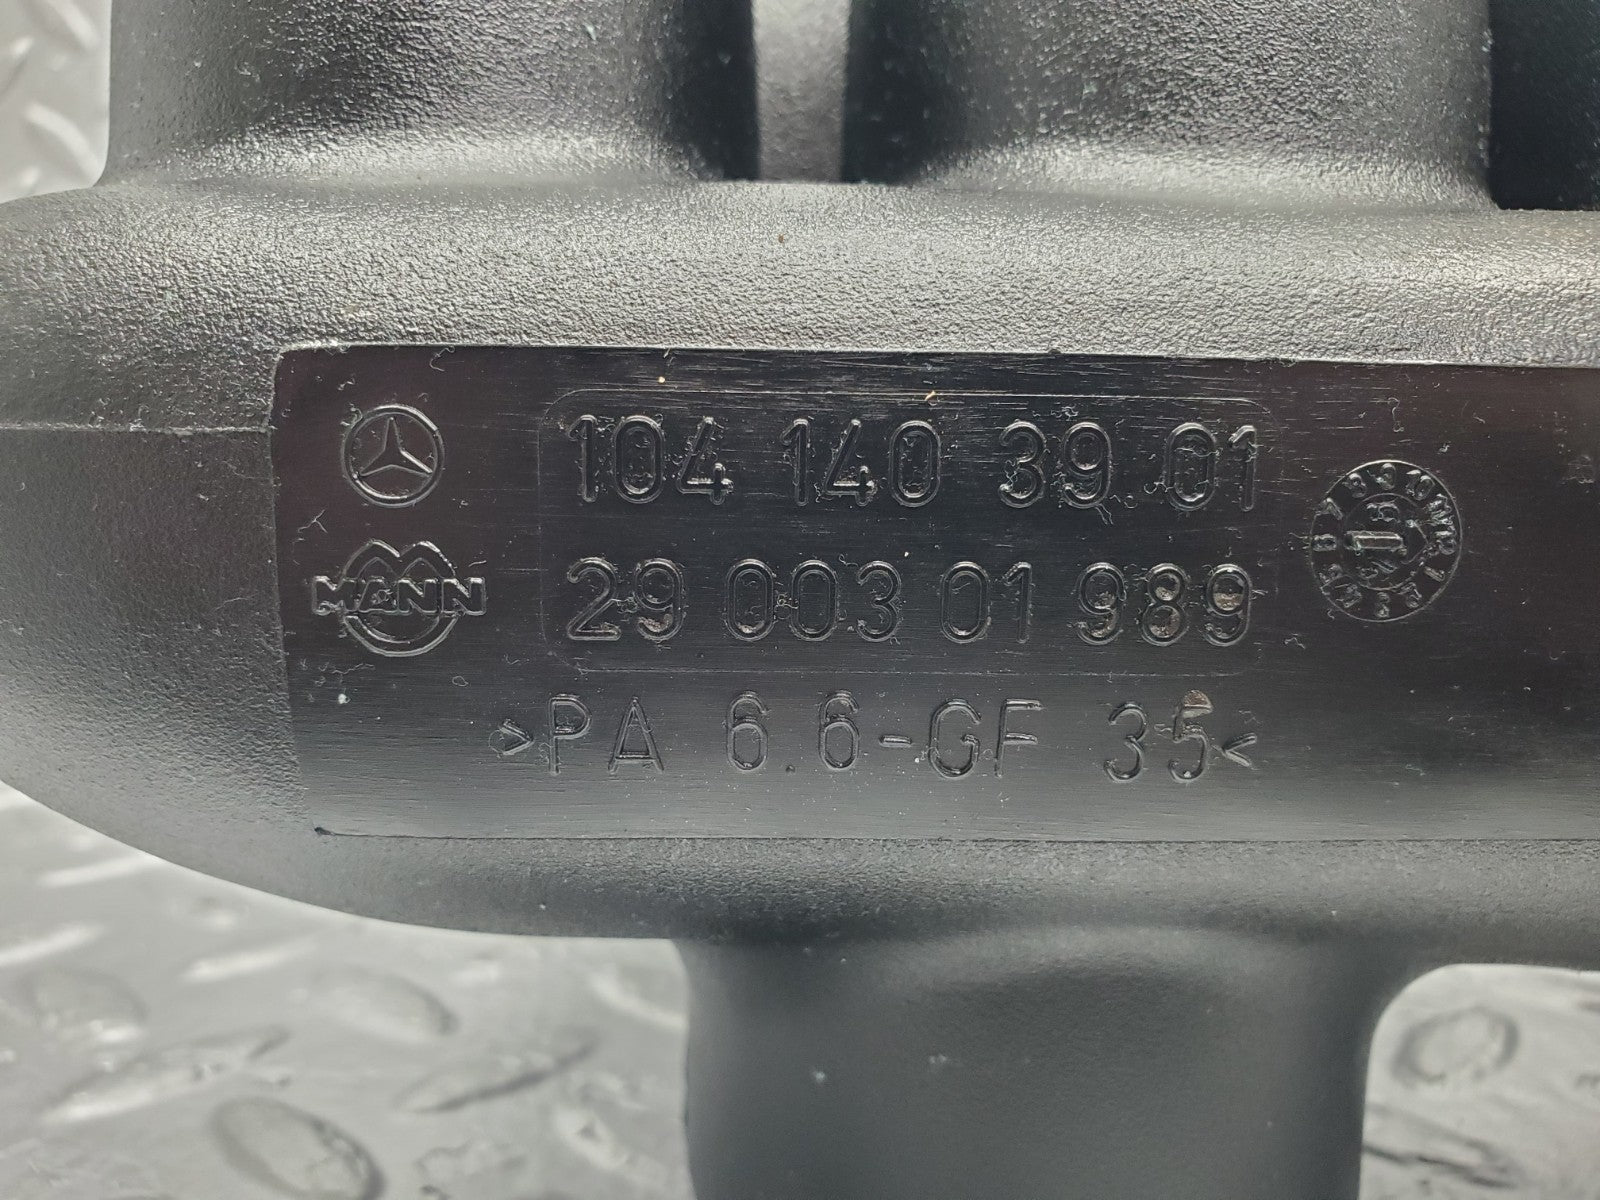 104 140 39 01
MANN
29 003 01 989
>PA 6.6-GF 35<